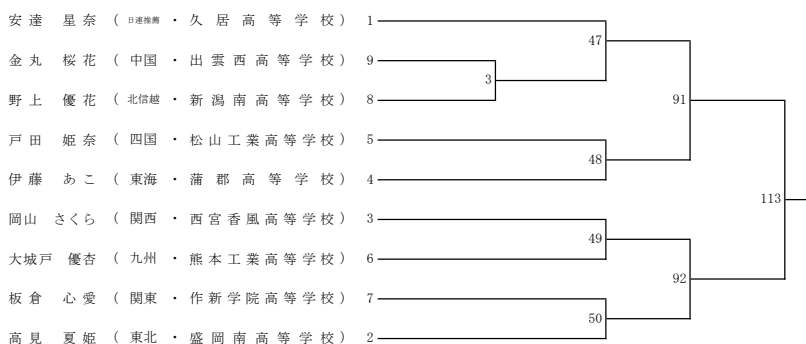 安達 星奈 ( 日連推薦 ・ 久居高等学校 ) 1
47
金丸 桜花 ( 中国 ・ 出雲西高等学校 ) 9
3
野上 優花 ( 北信越 ・ 新潟南高等学校 ) 8
91
戸田 姫奈 ( 四国 ・ 松山工業高等学校 ) 5
48
伊藤 あこ ( 東海 ・ 蒲郡高等学校 ) 4
113
岡山 さくら ( 関西 ・ 西宮香風高等学校 ) 3
49
大城戸 優杏 ( 九州 ・ 熊本工業高等学校 ) 6
92
板倉 心愛 ( 関東 ・ 作新学院高等学校 ) 7
50
高見 夏姫 ( 東北 ・ 盛岡南高等学校 ) 2